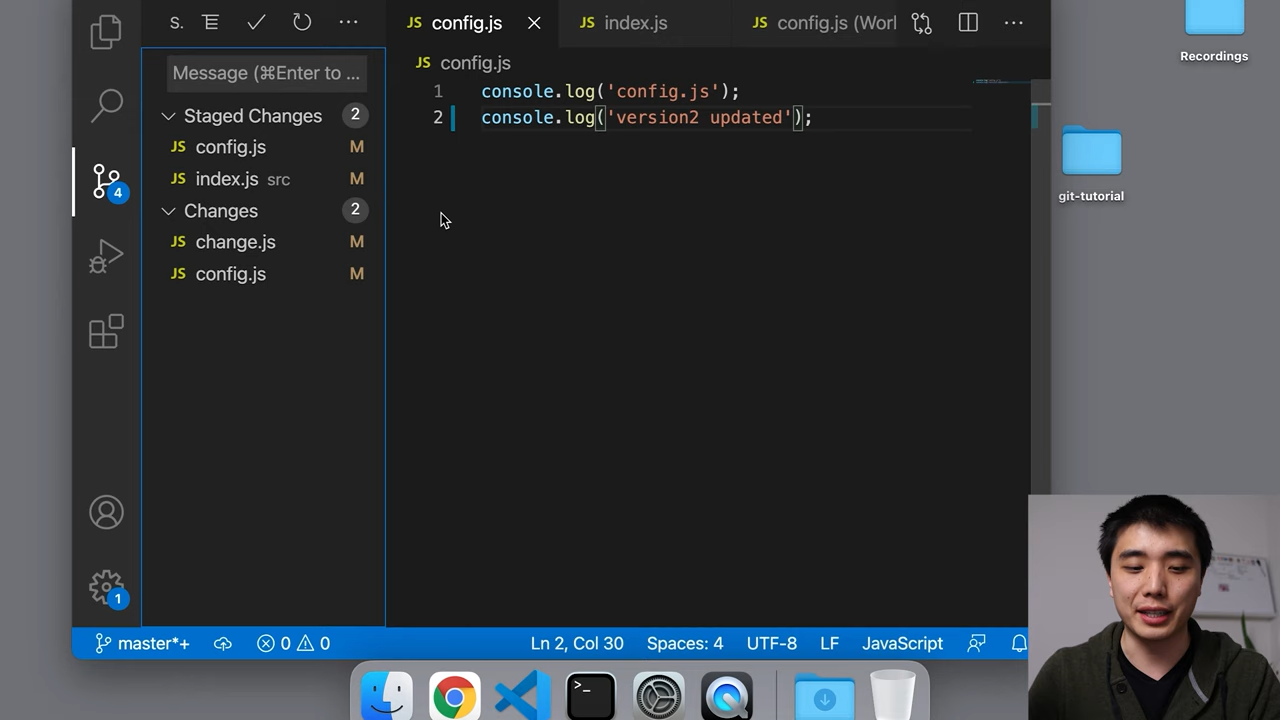 S.
config.js
index.js
config.js (Worl
Recordings
Message (⌘Enter to ...
JS config.js
1 console.log('config.js');
2 console.log('version2 updated');
Staged Changes 2
JS config.js M
JS index.js src M
Changes 2
JS change.js M
JS config.js M
4
git-tutorial
1
master*+ 0 0 Ln 2, Col 30 Spaces: 4 UTF-8 LF JavaScript